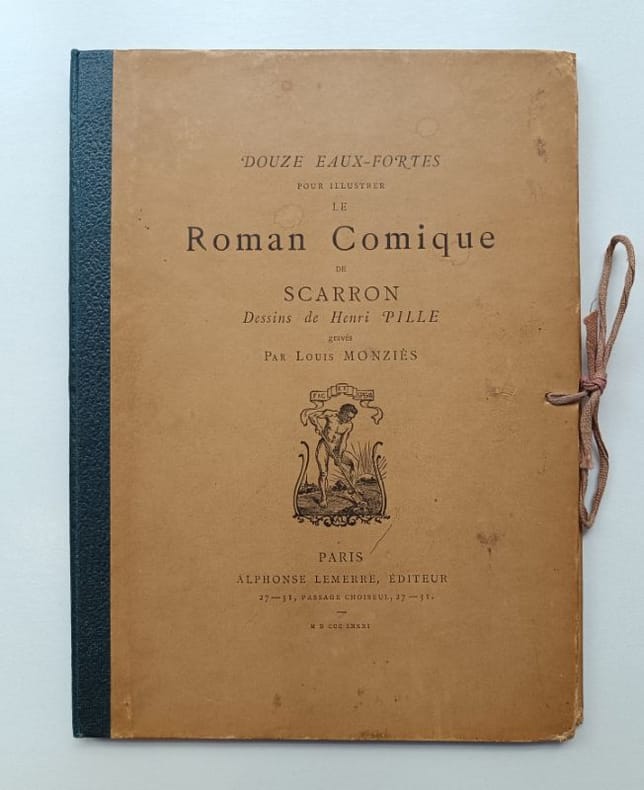 DOUZE EAUX-FORTES
POUR ILLUSTRER
LE
Roman Comique
DE
SCARRON
Dessins de Henri PILLE
gravés
PAR LOUIS MONZIÈS
FAC ET SPERA
PARIS
ALPHONSE LEMERRE, ÉDITEUR
27—31, PASSAGE CHOISEUL, 27—31.
M D CCC LXXXI